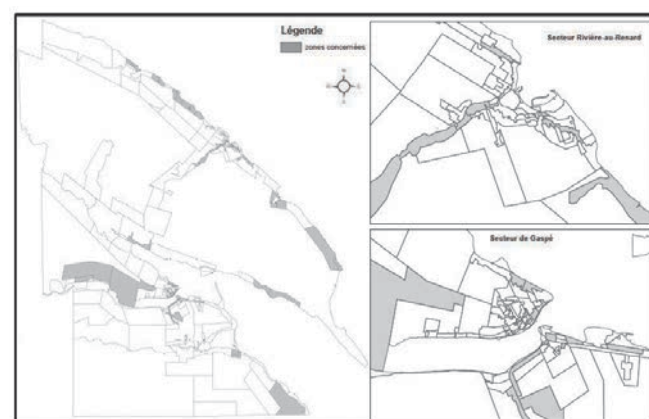 Légende
zones concernées
Secteur Rivière-au-Renard
Secteur de Gaspé